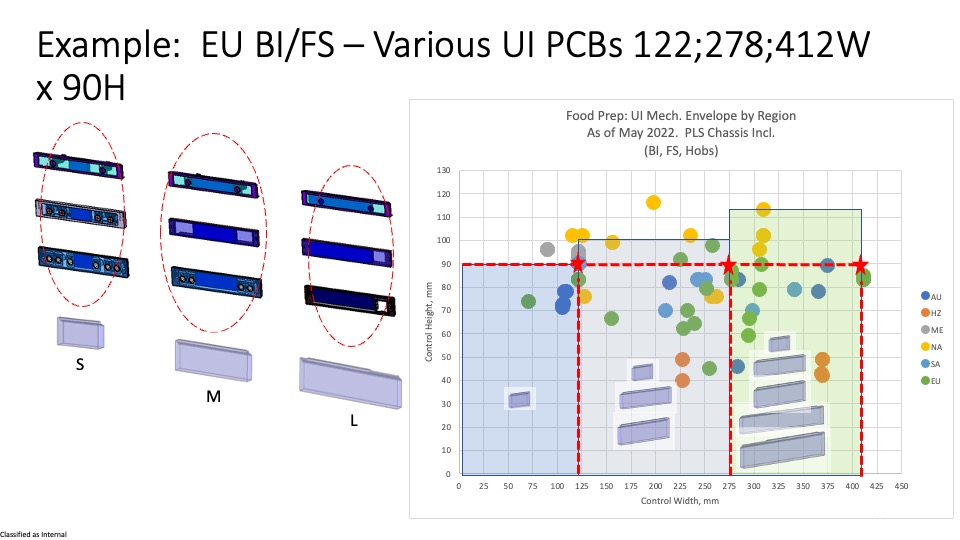 Example:  EU BI/FS – Various UI PCBs 122;278;412W
x 90H
Food Prep: UI Mech. Envelope by Region
As of May 2022.  PLS Chassis Incl.
(BI, FS, Hobs)
S
M
L
Control Height, mm
130
120
110
100
90
80
70
60
50
40
30
20
10
0
0 25 50 75 100 125 150 175 200 225 250 275 300 325 350 375 400 425 450
Control Width, mm
AU
HZ
ME
NA
SA
EU
Classified as Internal